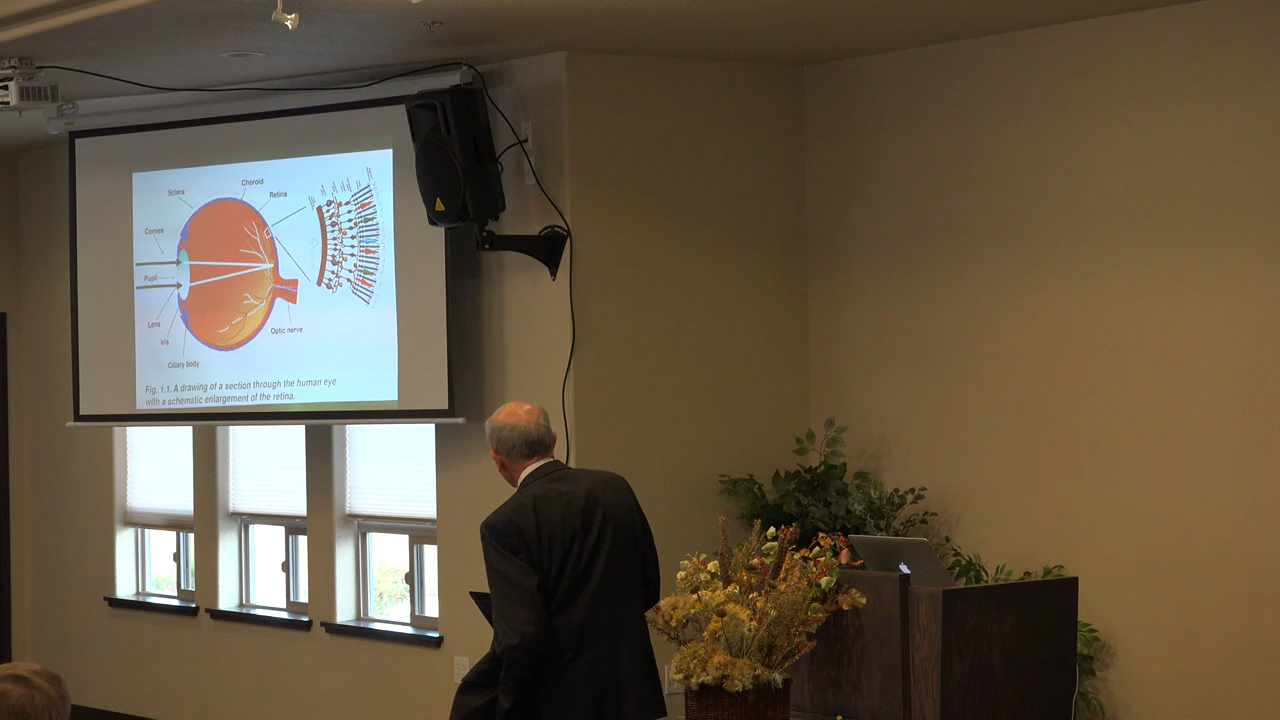 Choroid
Sclera
Retina
Cornea
Pupil
Lens
Iris
Optic nerve
Ciliary body
Fig. 1.1. A drawing of a section through the human eye
with a schematic enlargement of the retina.